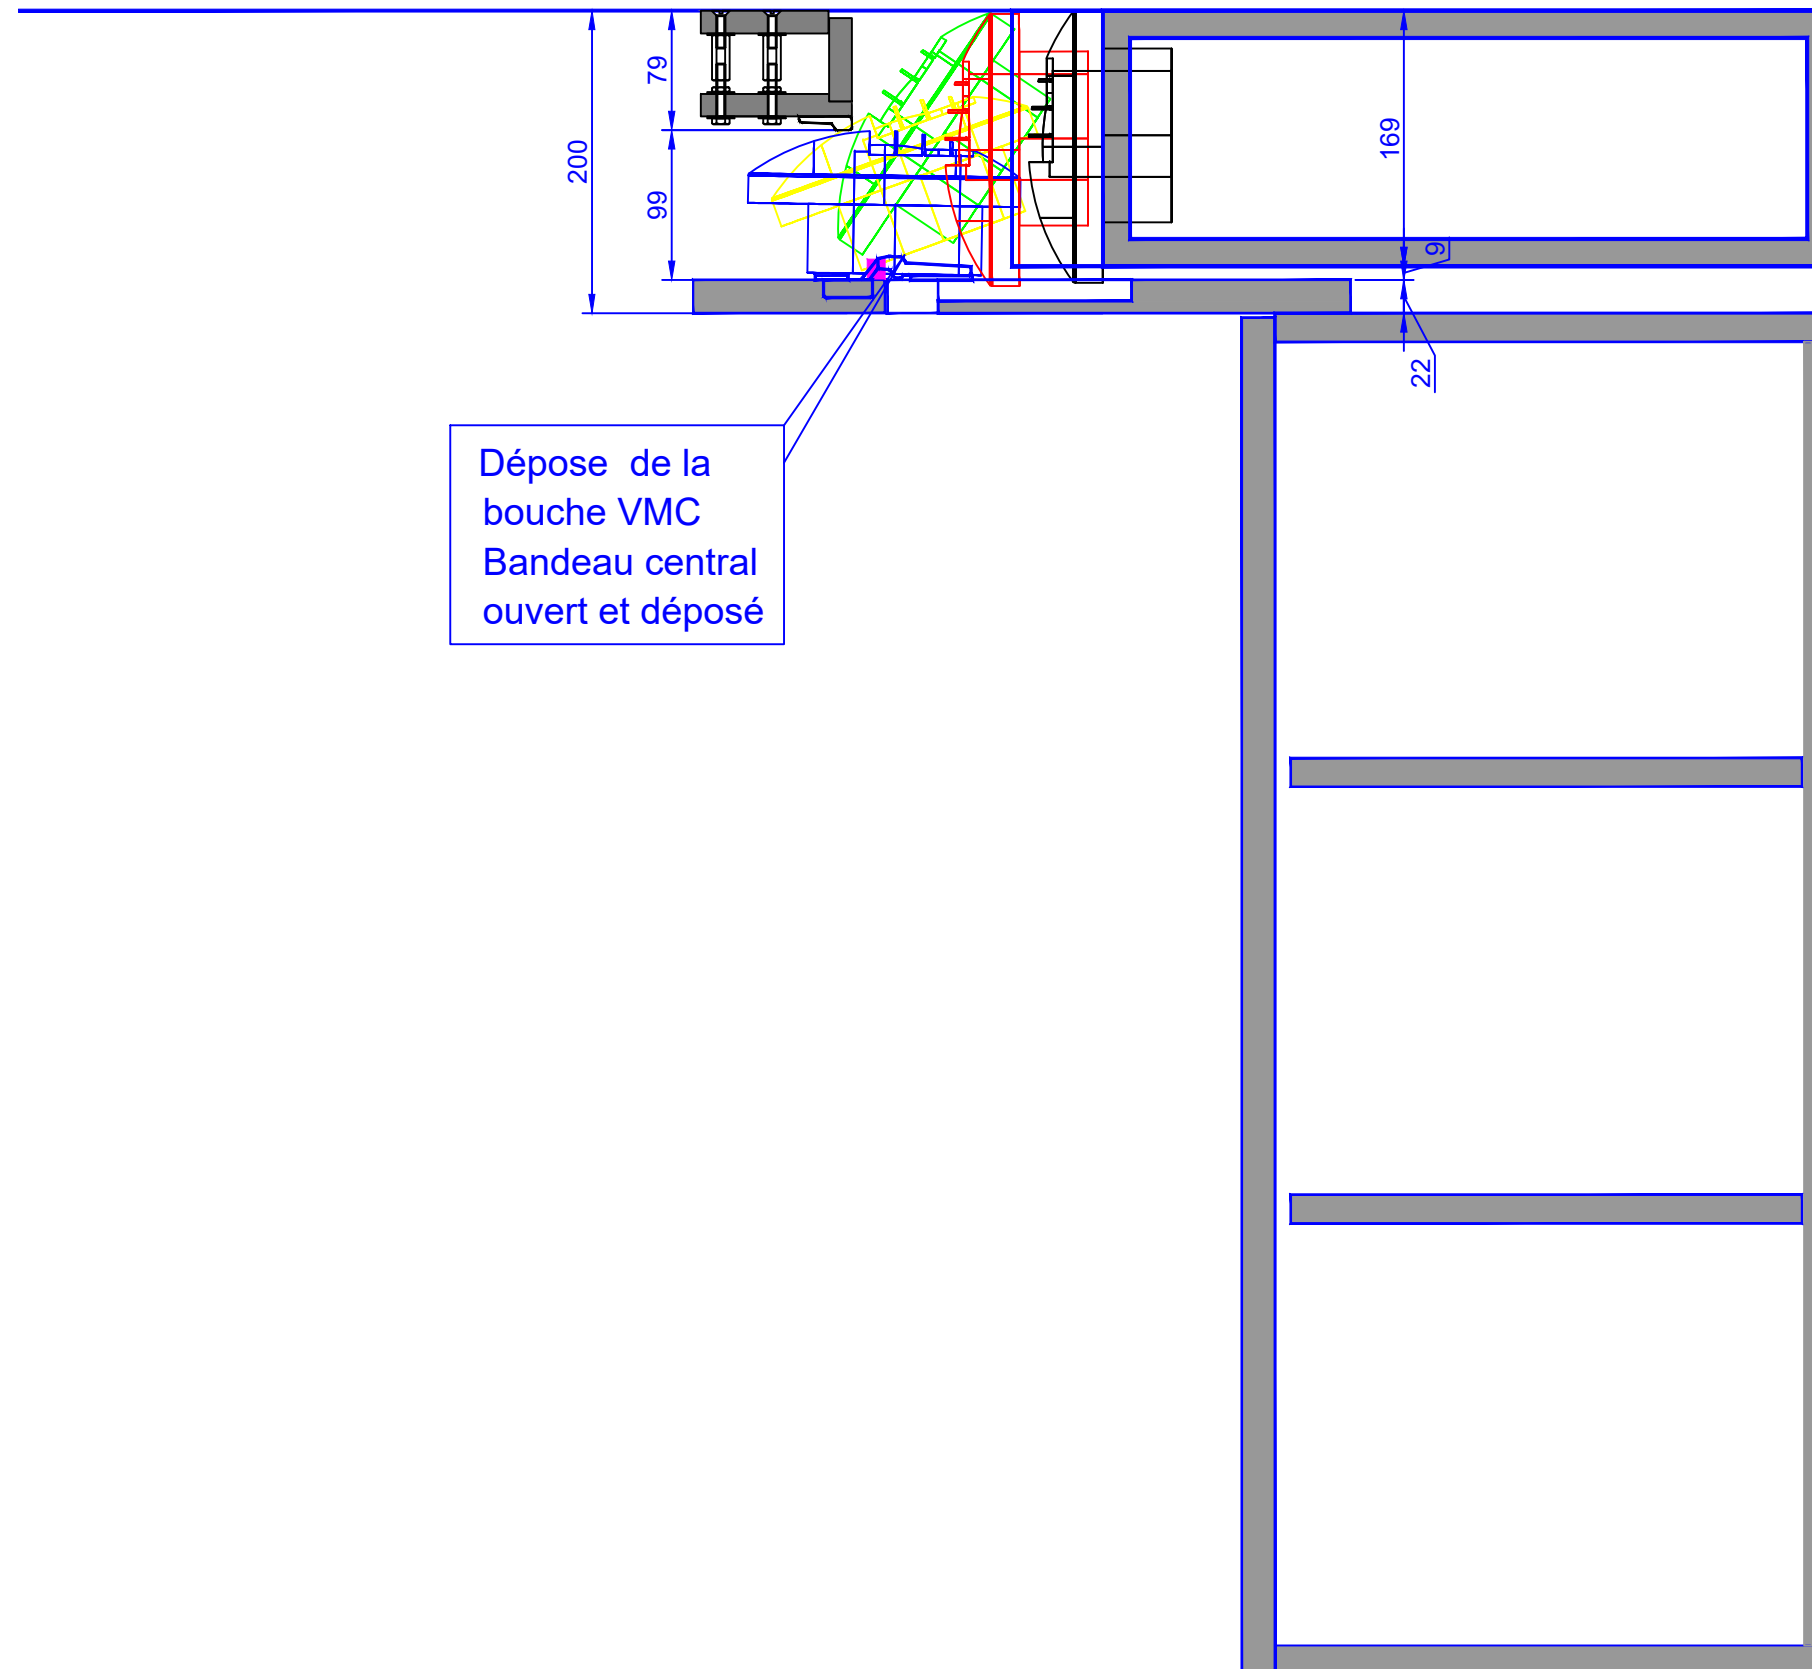 79
200
99
169
9
22
Dépose de la
bouche VMC
Bandeau central
ouvert et déposé